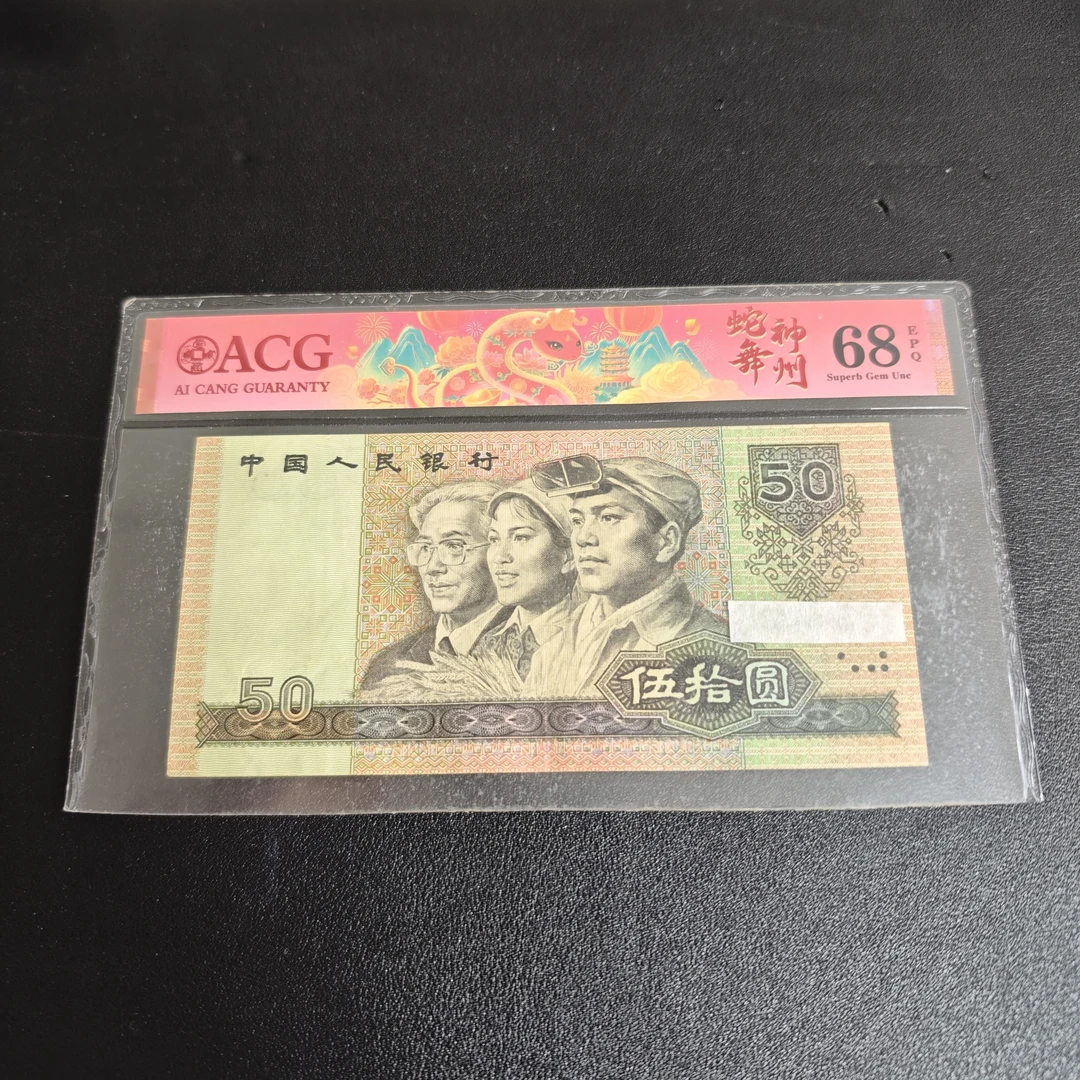 ACG
AI CANG GUARANTY
神州
蛇舞
68
EPQ
Superb Gem Unc
中国人民银行
50
伍拾圆
50